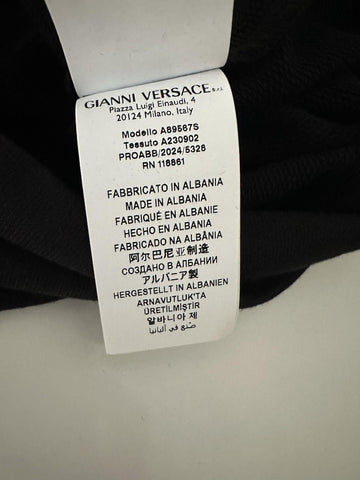 GIANNI VERSACE S.r.l.
Piazza Luigi Einaudi, 4
20124 Milano, Italy
Modello A89567S
Tessuto A230902
PROABB/2024/5328
RN 118861
FABBRICATO IN ALBANIA
MADE IN ALBANIA
FABRIQUÉ EN ALBANIE
HECHO EN ALBANIA
FABRICADO NA ALBÂNIA
阿尔巴尼亚制造
СОЗДАНО В АЛБАНИИ
アルバニア製
HERGESTELLT IN ALBANIEN
ARNAVUTLUK'TA
ÜRETİLMİŞTİR
알바니아 제
صنع في ألبانيا